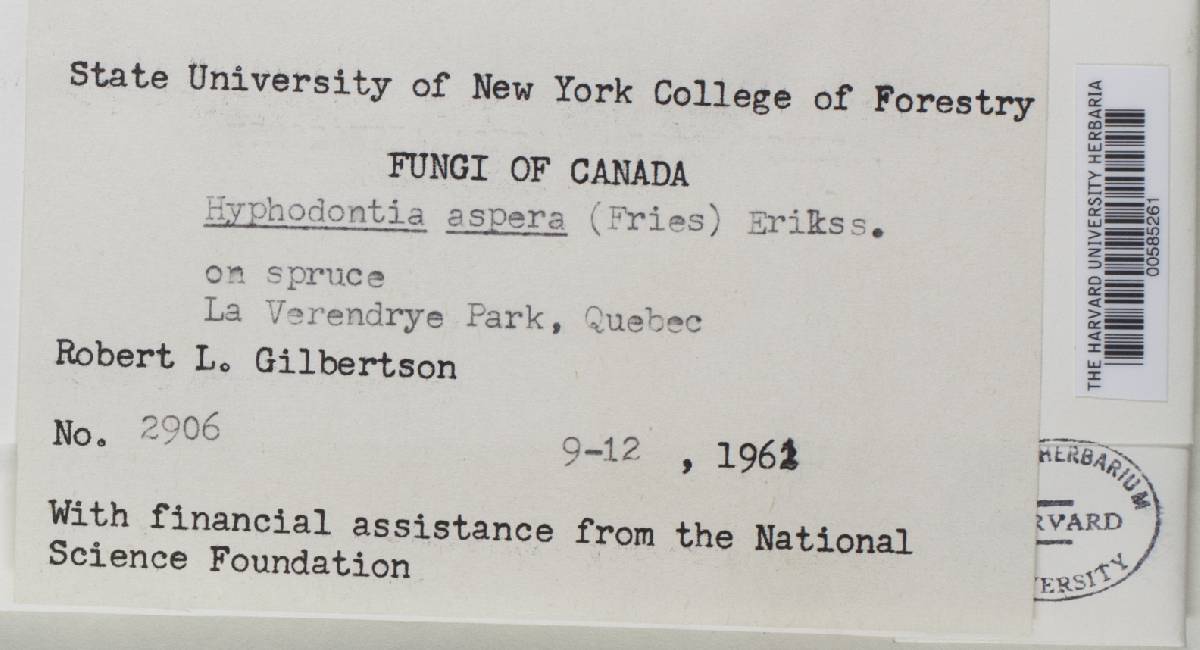 State University of New York College of Forestry
FUNGI OF CANADA
Hyphodontia aspera (Fries) Erikss.
on spruce
La Verendrye Park, Quebec
Robert L. Gilbertson
No. 2906
9-12 , 1961
With financial assistance from the National
Science Foundation
THE HARVARD UNIVERSITY HERBARIA
00585261
HERBARIUM
RVARD
ERSITY